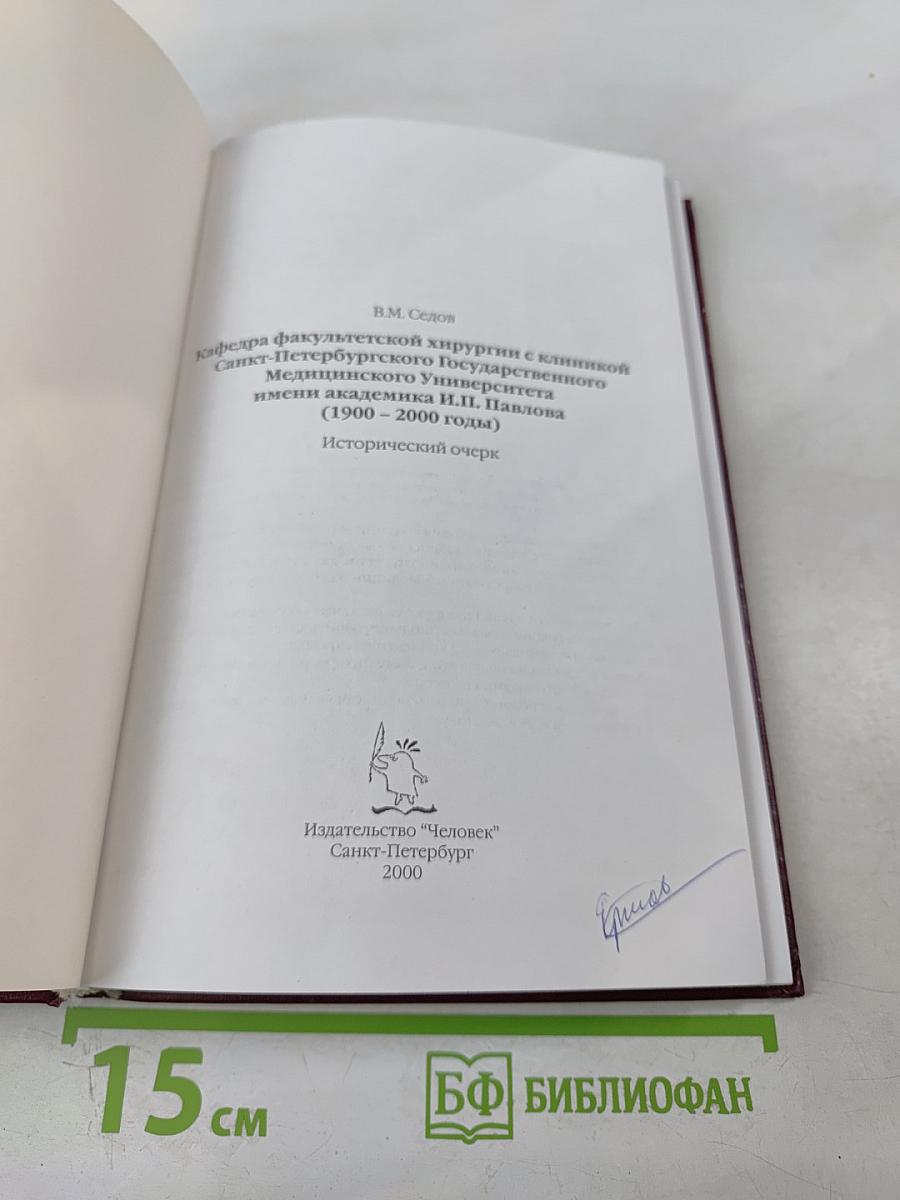 В.М. Седов
Кафедра факультетской хирургии с клиникой
Санкт-Петербургского Государственного
Медицинского Университета
имени академика И.П. Павлова
(1900 – 2000 годы)
Исторический очерк
Издательство "Человек"
Санкт-Петербург
2000
15 см
БФ БИБЛИОФАН